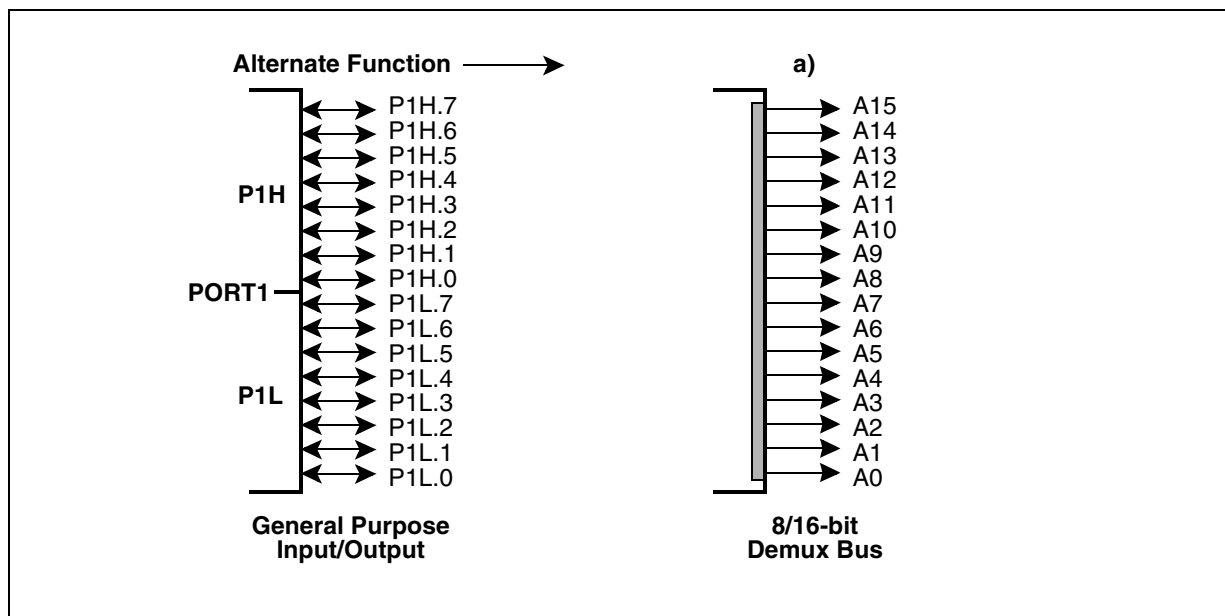 Alternate Function
a)
P1H.7
P1H.6
P1H.5
P1H.4
P1H.3
P1H.2
P1H.1
P1H.0
P1L.7
P1L.6
P1L.5
P1L.4
P1L.3
P1L.2
P1L.1
P1L.0
P1H
PORT1
P1L
General Purpose
Input/Output
A15
A14
A13
A12
A11
A10
A9
A8
A7
A6
A5
A4
A3
A2
A1
A0
8/16-bit
Demux Bus